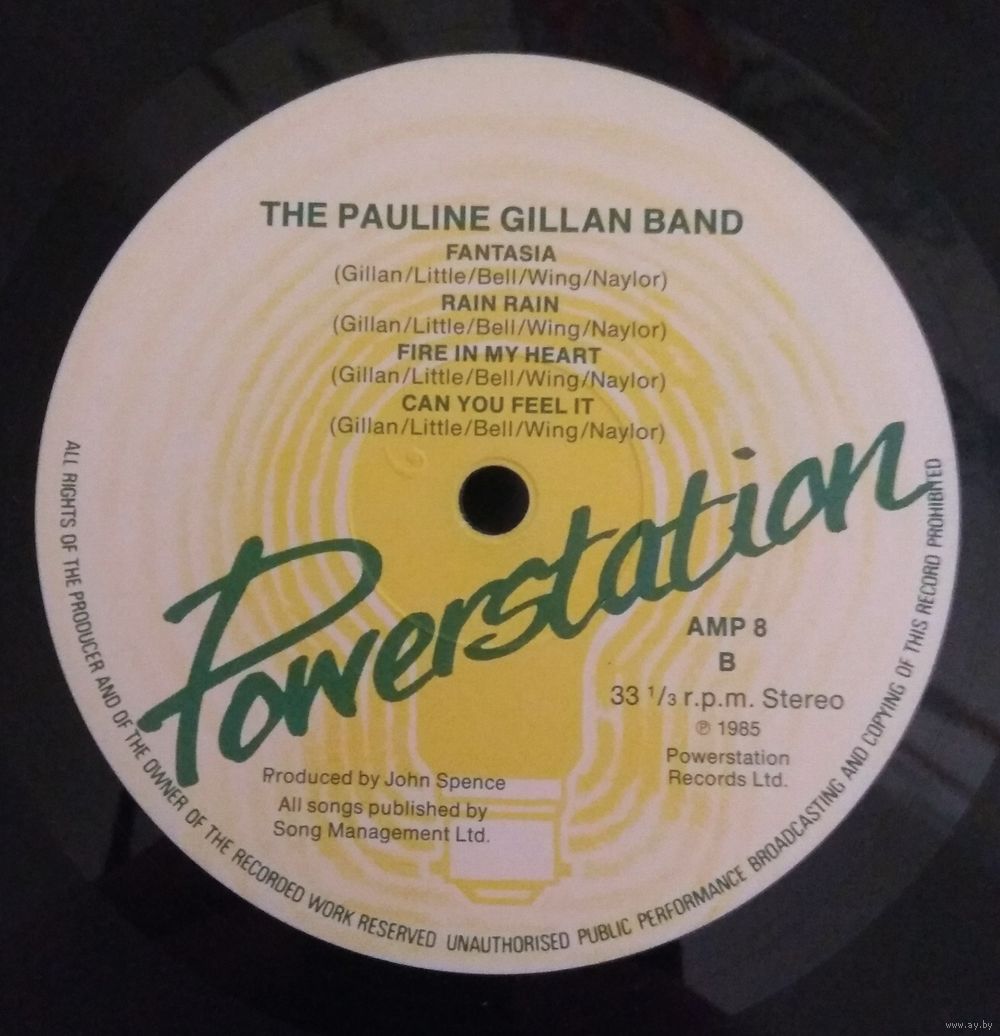 THE PAULINE GILLAN BAND
FANTASIA
(Gillan/Little/Bell/Wing/Naylor)
RAIN RAIN
(Gillan/Little/Bell/Wing/Naylor)
FIRE IN MY HEART
(Gillan/Little/Bell/Wing/Naylor)
CAN YOU FEEL IT
(Gillan/Little/Bell/Wing/Naylor)
Powerstation
AMP 8
B
33 1/3 r.p.m. Stereo
℗ 1985
Powerstation
Records Ltd.
Produced by John Spence
All songs published by
Song Management Ltd.
ALL RIGHTS OF THE PRODUCER AND OF THE OWNER OF THE RECORDED WORK RESERVED UNAUTHORISED PUBLIC PERFORMANCE BROADCASTING AND COPYING OF THIS RECORD PROHIBITED
www.ay.by